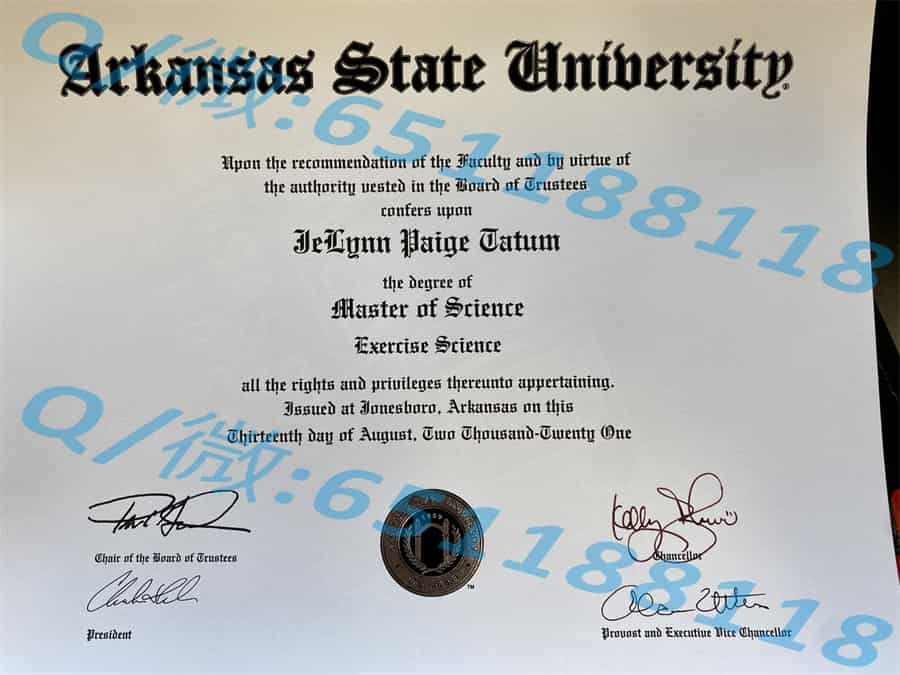 Arkansas State University
Upon the recommendation of the Faculty and by virtue of
the authority vested in the Board of Trustees
confers upon
JeLynn Paige Tatum
the degree of
Master of Science
Exercise Science
all the rights and privileges thereunto appertaining.
Issued at Jonesboro, Arkansas on this
Thirteenth day of August, Two Thousand-Twenty One
Chair of the Board of Trustees
Chancellor
President
Provost and Executive Vice Chancellor
Q/微:651188118
Q/微:651188118